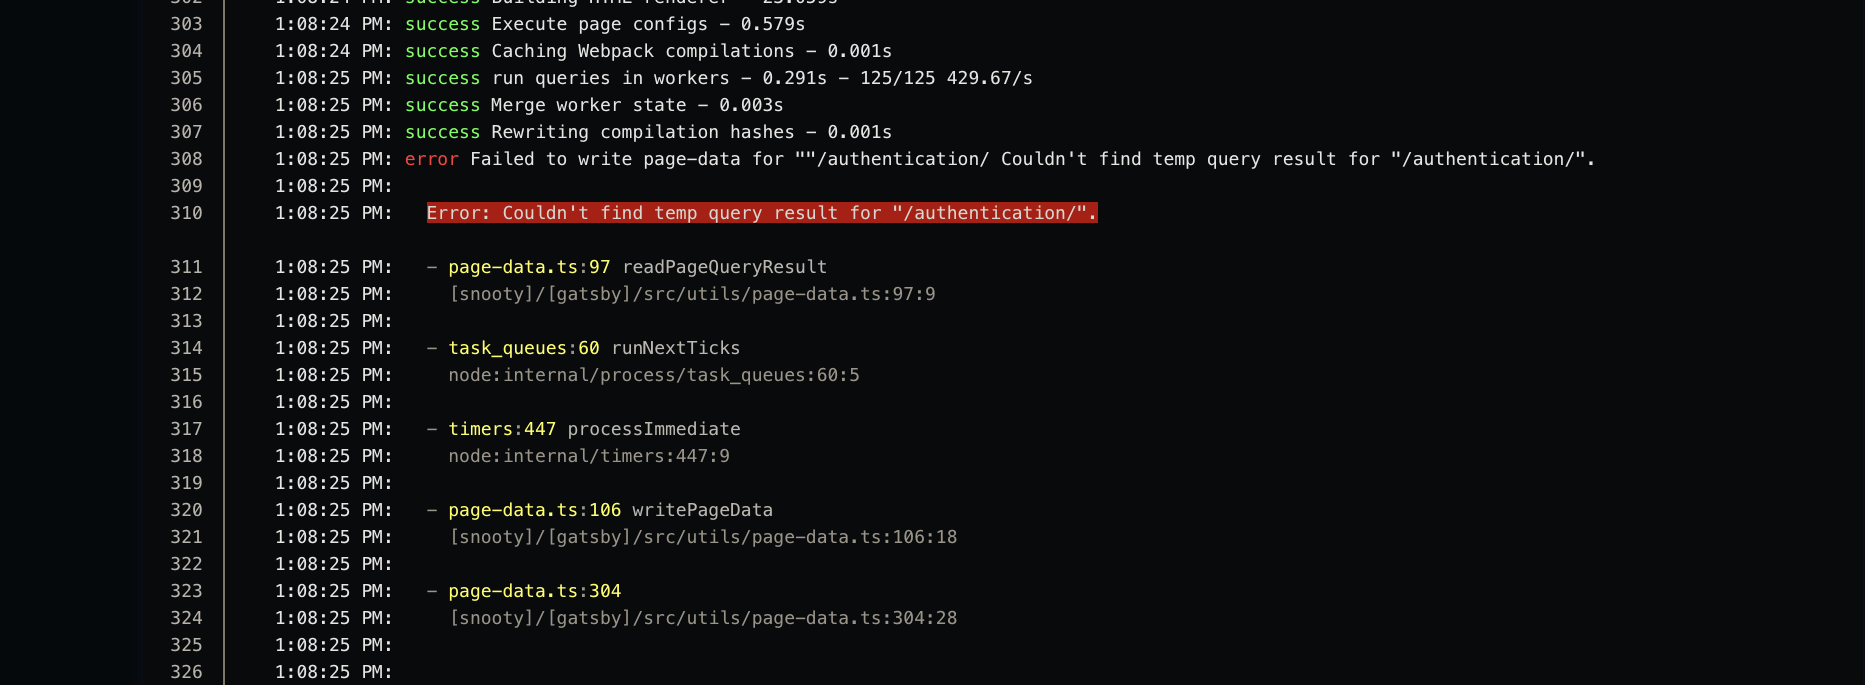 302 1:08:24 PM: success Building HTML renderer - 23.639s
303 1:08:24 PM: success Execute page configs - 0.579s
304 1:08:24 PM: success Caching Webpack compilations - 0.001s
305 1:08:25 PM: success run queries in workers - 0.291s - 125/125 429.67/s
306 1:08:25 PM: success Merge worker state - 0.003s
307 1:08:25 PM: success Rewriting compilation hashes - 0.001s
308 1:08:25 PM: error Failed to write page-data for ""/authentication/ Couldn't find temp query result for "/authentication/".
309 1:08:25 PM:
310 1:08:25 PM: Error: Couldn't find temp query result for "/authentication/".
311 1:08:25 PM: - page-data.ts:97 readPageQueryResult
312 1:08:25 PM: [snooty]/[gatsby]/src/utils/page-data.ts:97:9
313 1:08:25 PM:
314 1:08:25 PM: - task_queues:60 runNextTicks
315 1:08:25 PM: node:internal/process/task_queues:60:5
316 1:08:25 PM:
317 1:08:25 PM: - timers:447 processImmediate
318 1:08:25 PM: node:internal/timers:447:9
319 1:08:25 PM:
320 1:08:25 PM: - page-data.ts:106 writePageData
321 1:08:25 PM: [snooty]/[gatsby]/src/utils/page-data.ts:106:18
322 1:08:25 PM:
323 1:08:25 PM: - page-data.ts:304
324 1:08:25 PM: [snooty]/[gatsby]/src/utils/page-data.ts:304:28
325 1:08:25 PM:
326 1:08:25 PM: